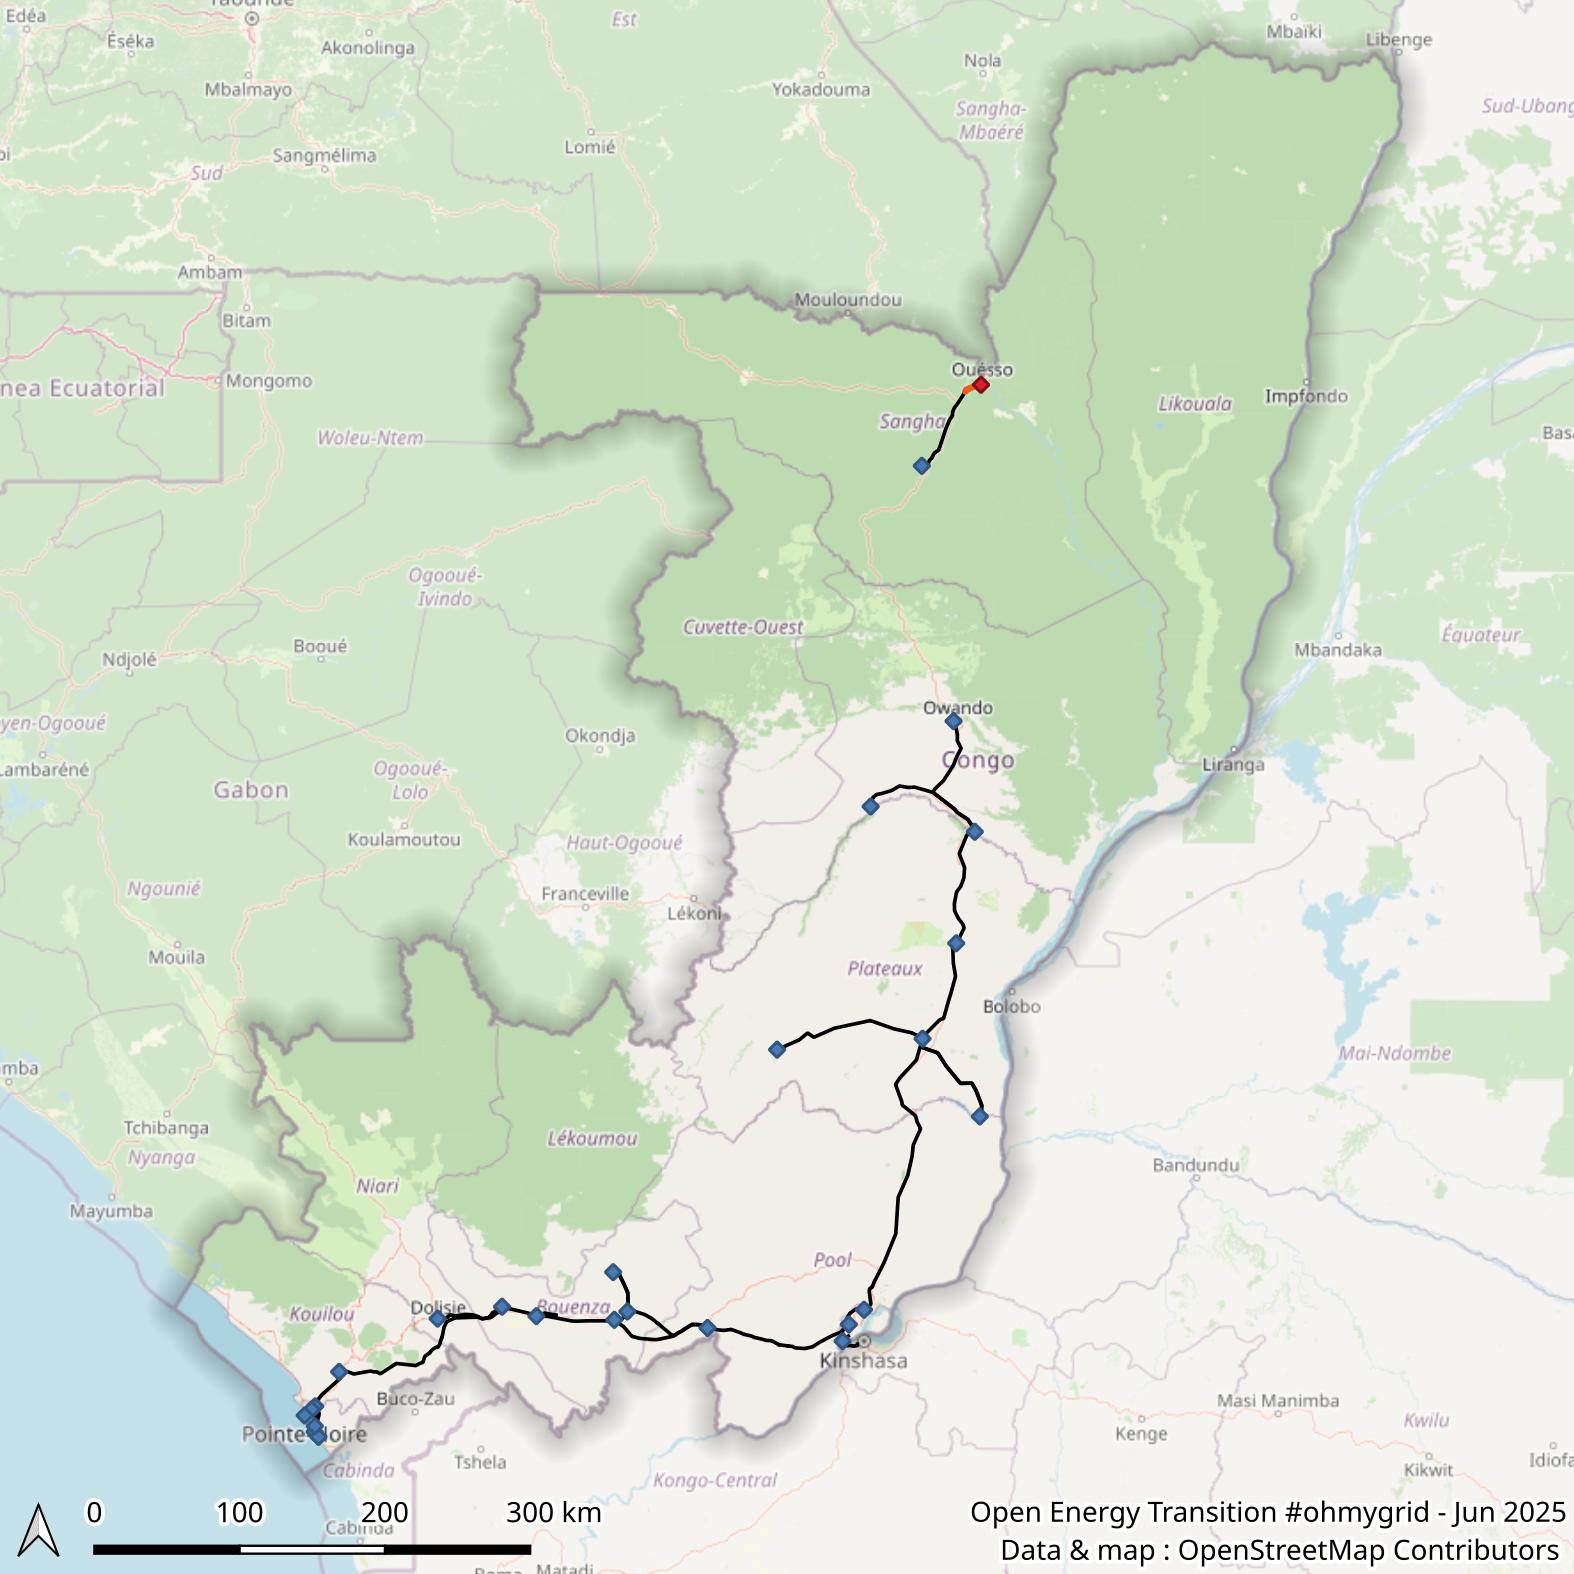 Yaoundé
Edéa
Éséka
Akonolinga
Est
Mbaïki
Libenge
Nola
Mbalmayo
Yokadouma
Sangha-
Mbaéré
Sud-Ubang
Lomié
Sangmélima
Sud
Ambam
Mouloundou
Bitam
Ouésso
nea Ecuatorial
Mongomo
Impfondo
Likouala
Sangha
Woleu-Ntem
Basa
Ogooué-
Ivindo
Cuvette-Ouest
Équateur
Booué
Mbandaka
Ndjolé
Owando
yen-Ogooué
Okondja
Congo
Liranga
Lambaréné
Ogooué-
Lolo
Gabon
Koulamoutou
Haut-Ogooué
Ngounié
Franceville
Lékoni
Mouila
Plateaux
Bolobo
Mai-Ndombe
mba
Tchibanga
Lékoumou
Nyanga
Bandundu
Niari
Mayumba
Pool
Kouilou
Dolisie
Bouenza
Kinshasa
Buco-Zau
Masi Manimba
Kwilu
Pointe-Noire
Kenge
Tshela
Cabinda
Kongo-Central
Kikwit
Idiofa
0 100 200 300 km
Open Energy Transition #ohmygrid - Jun 2025
Cabinda
Data & map : OpenStreetMap Contributors
Matadi